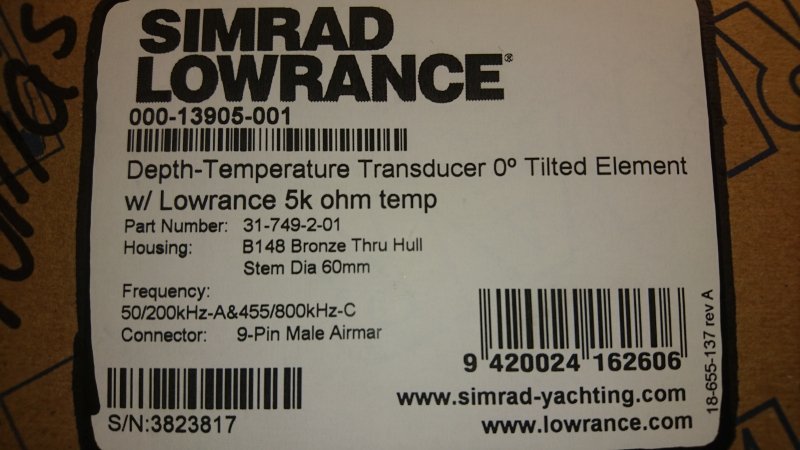 SIMRAD
LOWRANCE®
000-13905-001
Depth-Temperature Transducer 0º Tilted Element
w/ Lowrance 5k ohm temp
Part Number: 31-749-2-01
Housing: B148 Bronze Thru Hull
Stem Dia 60mm
Frequency:
50/200kHz-A&455/800kHz-C
Connector: 9-Pin Male Airmar
9 420024 162606
S/N:3823817
www.simrad-yachting.com
www.lowrance.com
18-655-137 rev A